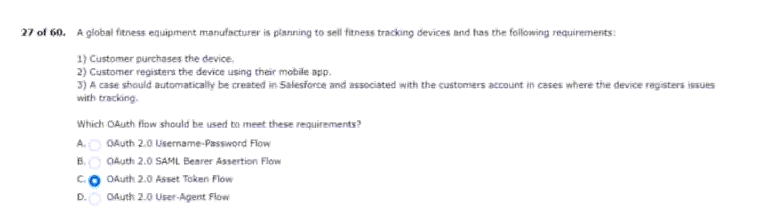 27 of 60. A global fitness equipment manufacturer is planning to sell fitness tracking devices and has the following requirements:
1) Customer purchases the device.
2) Customer registers the device using their mobile app.
3) A case should automatically be created in Salesforce and associated with the customers account in cases where the device registers issues
with tracking.
Which OAuth flow should be used to meet these requirements?
A. OAuth 2.0 Username-Password Flow
B. OAuth 2.0 SAML Bearer Assertion Flow
C. OAuth 2.0 Asset Token Flow
D. OAuth 2.0 User-Agent Flow